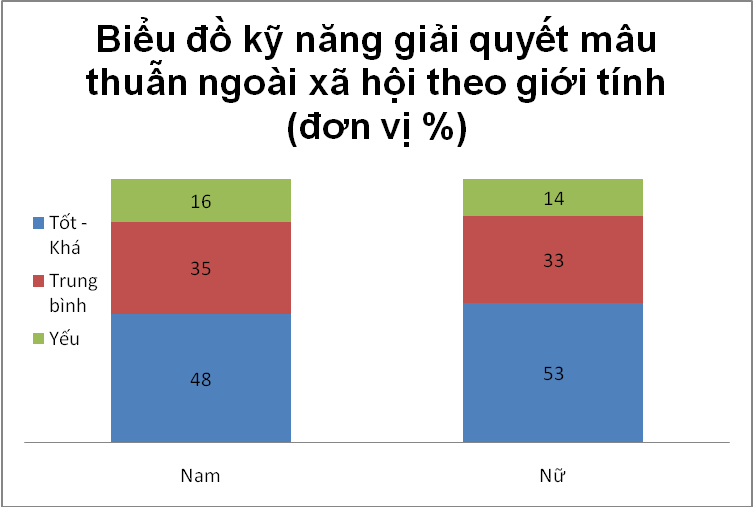 Biểu đồ kỹ năng giải quyết mâu
thuẫn ngoài xã hội theo giới tính
(đơn vị %)
Tốt -
Khá
Trung
bình
Yếu
16
35
48
14
33
53
Nam
Nữ